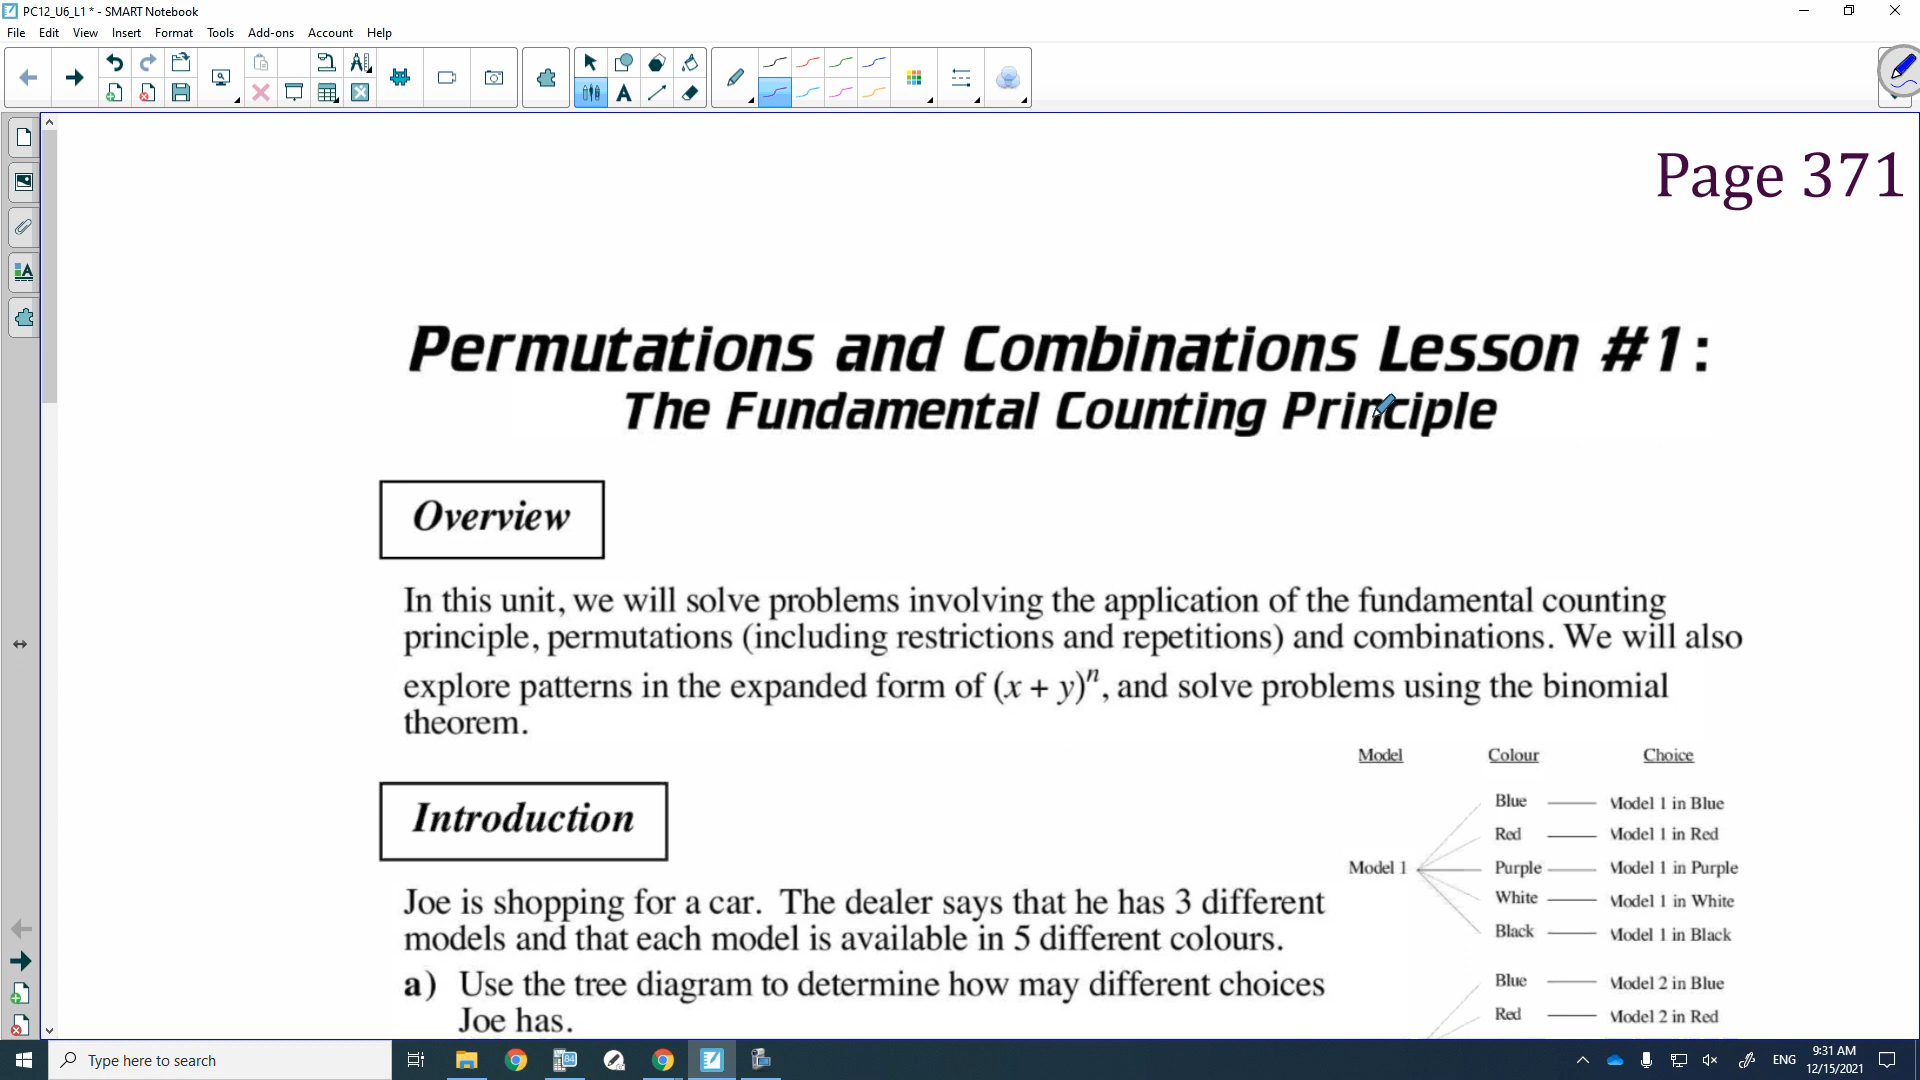 PC12_U6_L1 * - SMART Notebook
File Edit View Insert Format Tools Add-ons Account Help
Page 371
Permutations and Combinations Lesson #1:
The Fundamental Counting Principle
Overview
In this unit, we will solve problems involving the application of the fundamental counting
principle, permutations (including restrictions and repetitions) and combinations. We will also
explore patterns in the expanded form of (x + y)ⁿ, and solve problems using the binomial
theorem.
Introduction
Joe is shopping for a car. The dealer says that he has 3 different
models and that each model is available in 5 different colours.
a) Use the tree diagram to determine how may different choices
Joe has.
Model Colour Choice
Blue Model 1 in Blue
Red Model 1 in Red
Model 1 Purple Model 1 in Purple
White Model 1 in White
Black Model 1 in Black
Blue Model 2 in Blue
Red Model 2 in Red
Type here to search
84
ENG
9:31 AM
12/15/2021